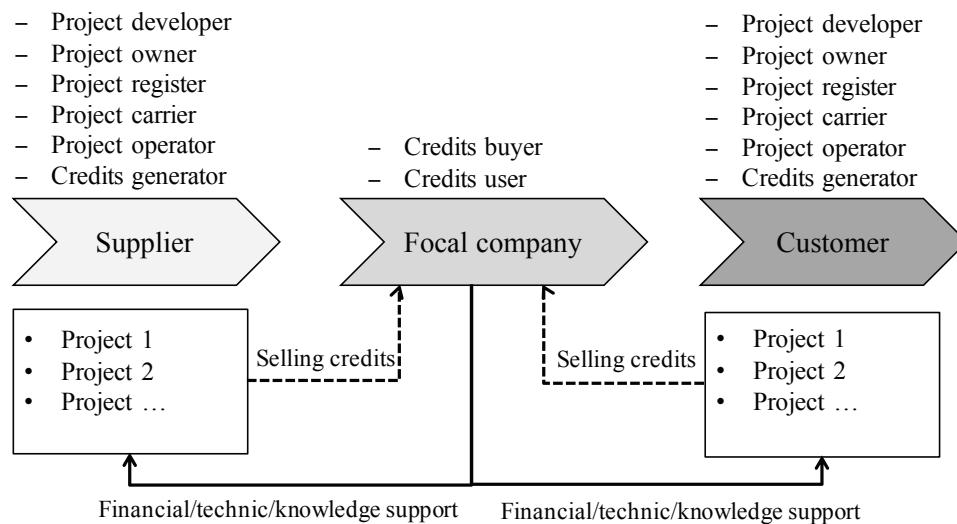 – Project developer
– Project owner
– Project register
– Project carrier
– Project operator
– Credits generator
– Credits buyer
– Credits user
– Project developer
– Project owner
– Project register
– Project carrier
– Project operator
– Credits generator
Supplier
Focal company
Customer
• Project 1
• Project 2
• Project …
Selling credits
Selling credits
• Project 1
• Project 2
• Project …
Financial/technic/knowledge support
Financial/technic/knowledge support